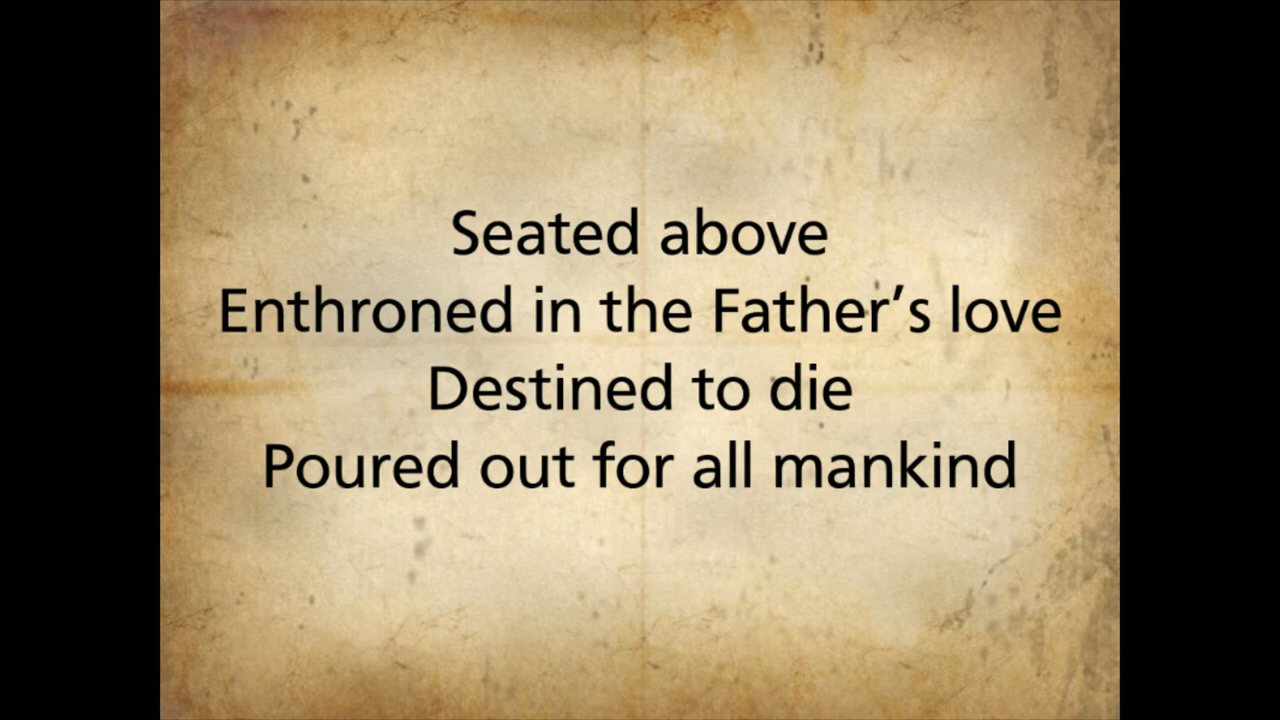 Seated above
Enthroned in the Father’s love
Destined to die
Poured out for all mankind